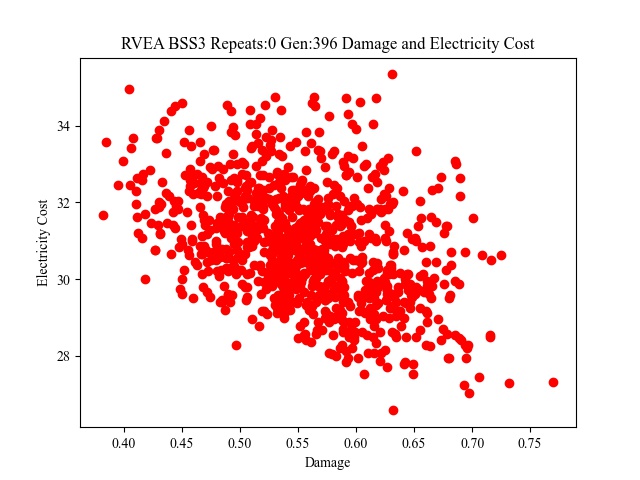 RVEA BSS3 Repeats:0 Gen:396 Damage and Electricity Cost
34
32
30
28
Electricity Cost
0.40 0.45 0.50 0.55 0.60 0.65 0.70 0.75
Damage